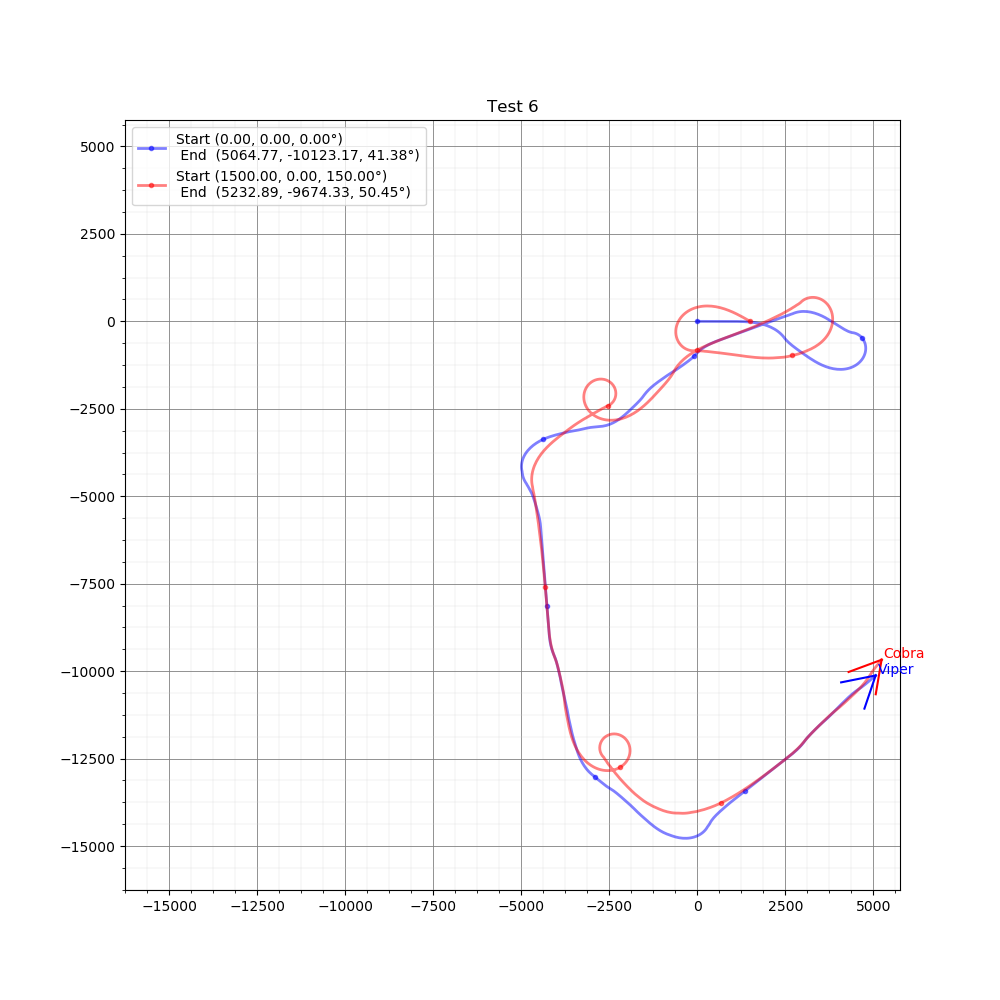 Test 6
Start (0.00, 0.00, 0.00°)
End (5064.77, -10123.17, 41.38°)
Start (1500.00, 0.00, 150.00°)
End (5232.89, -9674.33, 50.45°)
5000
2500
0
−2500
−5000
−7500
−10000
−12500
−15000
Cobra
Viper
−15000 −12500 −10000 −7500 −5000 −2500 0 2500 5000